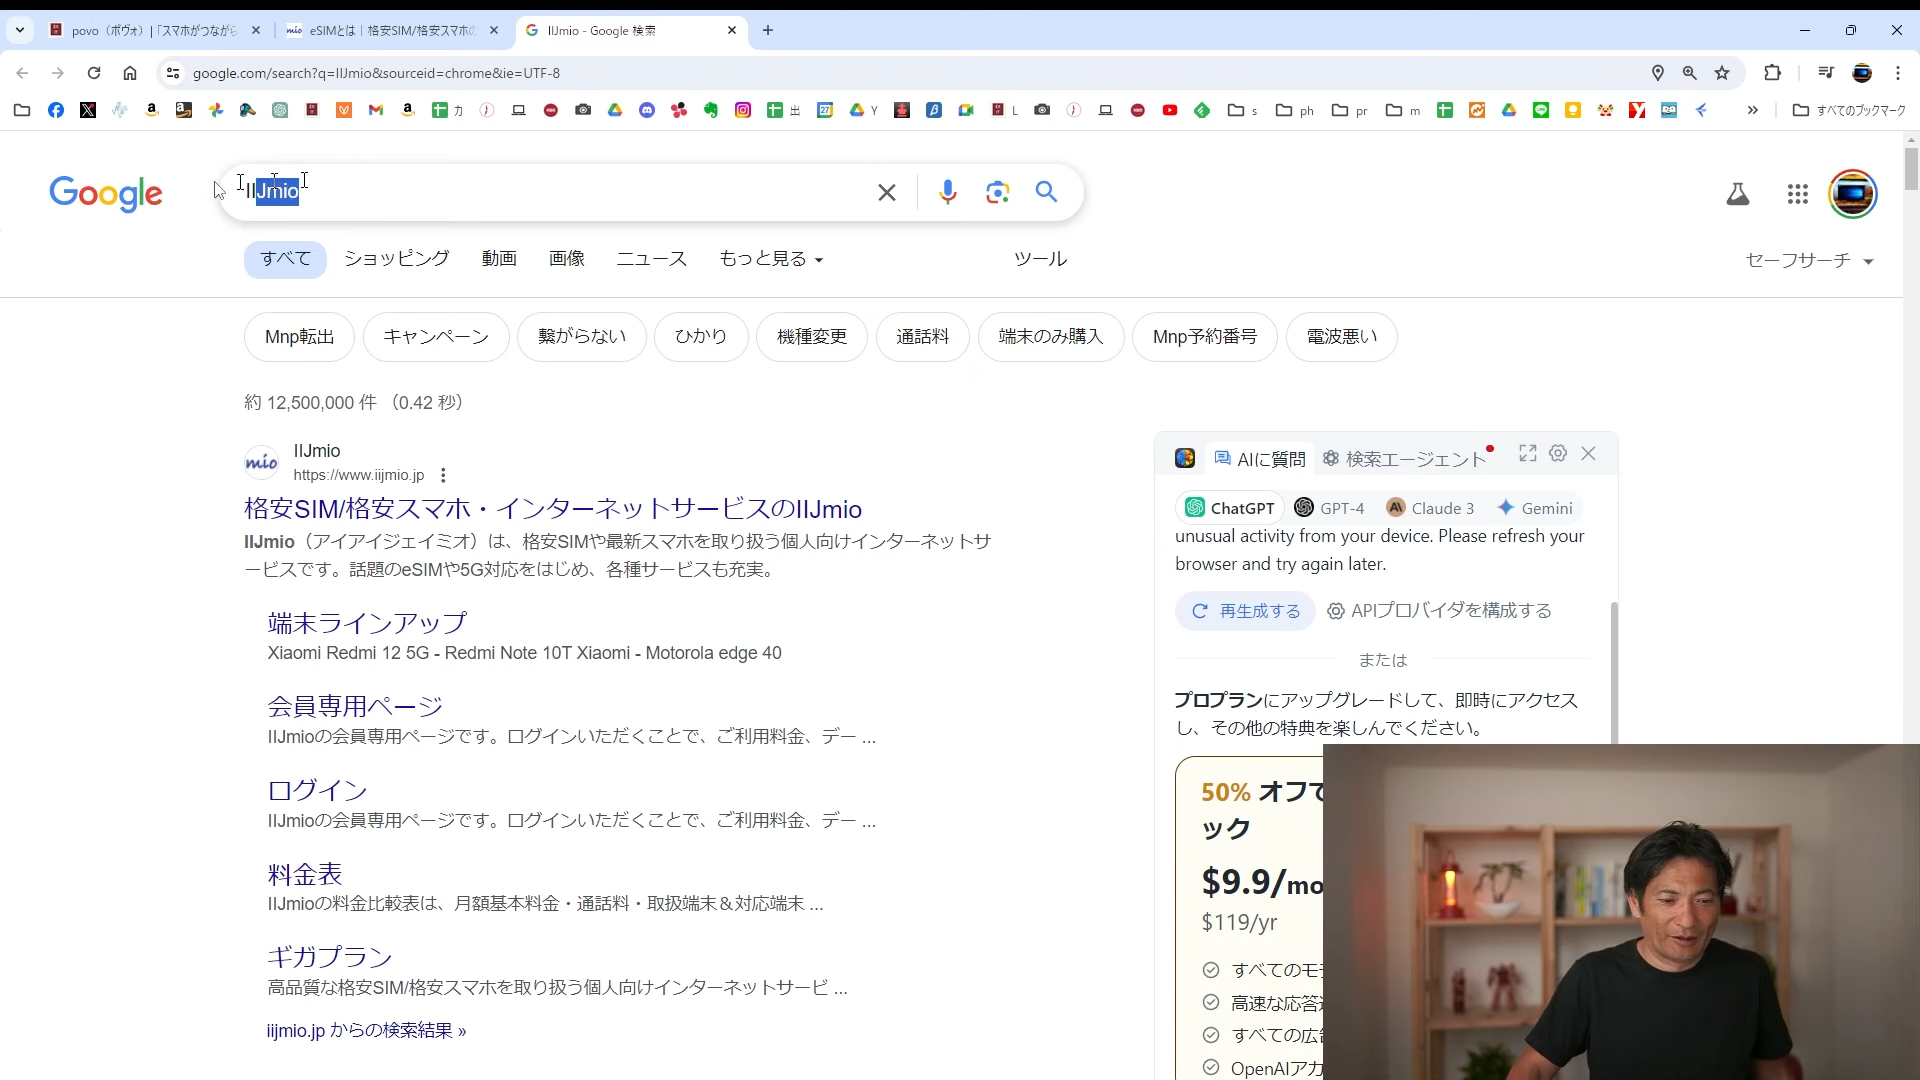 povo（ポヴォ）|「スマホがつながら
eSIMとは｜格安SIM/格安スマホの
IIJmio - Google 検索
google.com/search?q=IIJmio&sourceid=chrome&ie=UTF-8
カ
出
Y
L
s
ph
pr
m
»
すべてのブックマーク
Google
IIJmio
すべて
ショッピング
動画
画像
ニュース
もっと見る
ツール
セーフサーチ
Mnp転出
キャンペーン
繋がらない
ひかり
機種変更
通話料
端末のみ購入
Mnp予約番号
電波悪い
約 12,500,000 件 （0.42 秒）
mio
IIJmio
https://www.iijmio.jp
格安SIM/格安スマホ・インターネットサービスのIIJmio
IIJmio（アイアイジェイミオ）は、格安SIMや最新スマホを取り扱う個人向けインターネットサ
ービスです。話題のeSIMや5G対応をはじめ、各種サービスも充実。
端末ラインアップ
Xiaomi Redmi 12 5G - Redmi Note 10T Xiaomi - Motorola edge 40
会員専用ページ
IIJmioの会員専用ページです。ログインいただくことで、ご利用料金、デー ...
ログイン
IIJmioの会員専用ページです。ログインいただくことで、ご利用料金、デー ...
料金表
IIJmioの料金比較表は、月額基本料金・通話料・取扱端末＆対応端末 ...
ギガプラン
高品質な格安SIM/格安スマホを取り扱う個人向けインターネットサービ ...
iijmio.jp からの検索結果 »
AIに質問
検索エージェント
ChatGPT
GPT-4
Claude 3
Gemini
unusual activity from your device. Please refresh your
browser and try again later.
再生成する
APIプロバイダを構成する
または
プロプランにアップグレードして、即時にアクセス
し、その他の特典を楽しんでください。
50% オフで
ック
$9.9/mo
$119/yr
すべてのモ
高速な応答
すべての広
OpenAIアカ